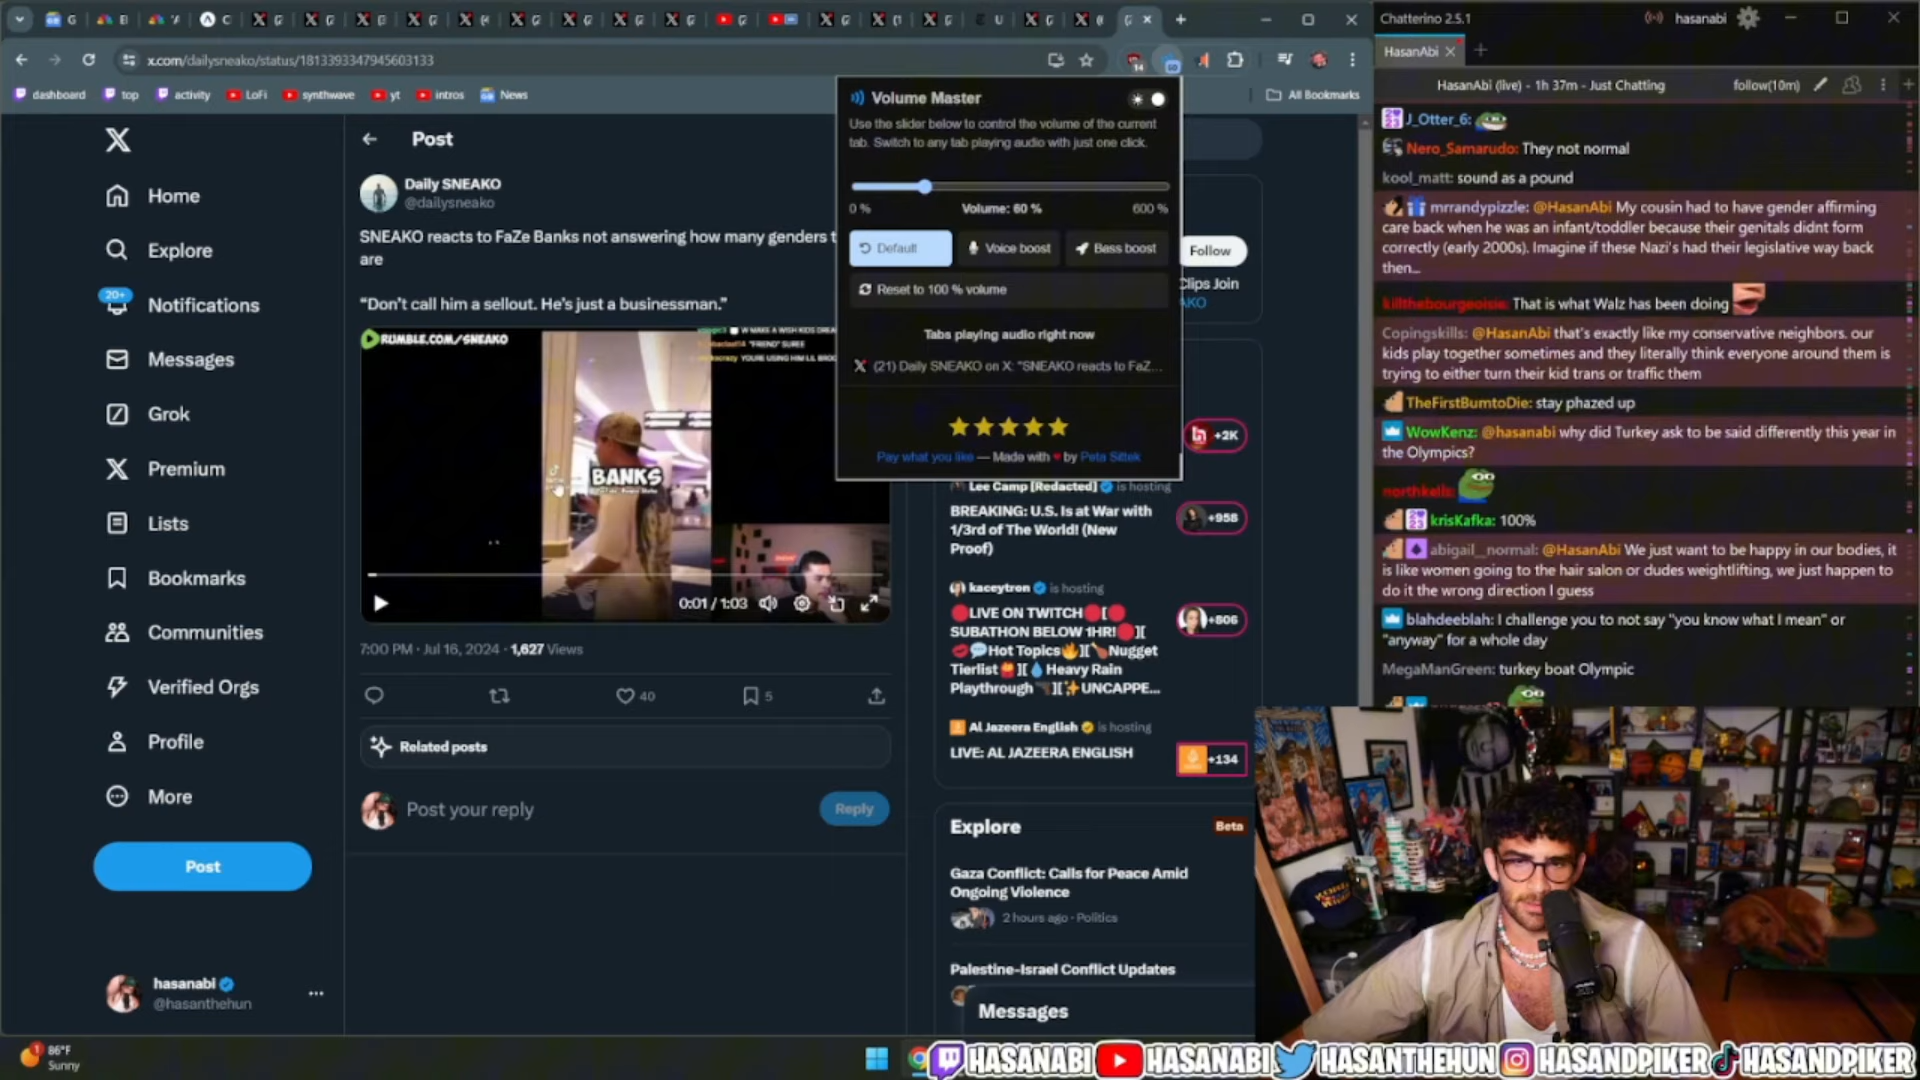 x.com/dailysneako/status/1813393347945603133
14
60
dashboard
top
activity
LoFi
synthwave
yt
intros
News
All Bookmarks
Home
Explore
20+
Notifications
Messages
Grok
Premium
Lists
Bookmarks
Communities
Verified Orgs
Profile
More
Post
hasanabi
@hasanthehun
Post
Daily SNEAKO
@dailysneako
SNEAKO reacts to FaZe Banks not answering how many genders t
are
“Don’t call him a sellout. He’s just a businessman.”
RUMBLE.COM/SNEAKO
BANKS
0:01 / 1:03
7:00 PM · Jul 16, 2024 · 1,627 Views
40
5
Related posts
Post your reply
Reply
Volume Master
Use the slider below to control the volume of the current
tab. Switch to any tab playing audio with just one click.
0 %
Volume: 60 %
600 %
Default
Voice boost
Bass boost
Reset to 100 % volume
Tabs playing audio right now
(21) Daily SNEAKO on X: "SNEAKO reacts to FaZ...
Pay what you like — Made with ♥ by Peta Sittek
Follow
Clips Join
+2K
Lee Camp [Redacted] is hosting
BREAKING: U.S. Is at War with
1/3rd of The World! (New
Proof)
+958
kaceytron is hosting
🔴LIVE ON TWITCH🔴[🔴
SUBATHON BELOW 1HR!🔴][
💋💬Hot Topics🔥][🍗Nugget
Tierlist🟥][💧Heavy Rain
Playthrough🔫][✨UNCAPPE...
+806
Al Jazeera English is hosting
LIVE: AL JAZEERA ENGLISH
+134
Explore
Beta
Gaza Conflict: Calls for Peace Amid
Ongoing Violence
2 hours ago · Politics
Palestine-Israel Conflict Updates
Messages
Chatterino 2.5.1
hasanabi
HasanAbi
HasanAbi (live) - 1h 37m - Just Chatting
follow(10m)
J_Otter_6:
Nero_Samarudo: They not normal
kool_matt: sound as a pound
mrrandypizzle: @HasanAbi My cousin had to have gender affirming
care back when he was an infant/toddler because their genitals didnt form
correctly (early 2000s). Imagine if these Nazi's had their legislative way back
then...
killthebourgeoisie: That is what Walz has been doing
Copingskills: @HasanAbi that's exactly like my conservative neighbors. our
kids play together sometimes and they literally think everyone around them is
trying to either turn their kid trans or traffic them
TheFirstBumtoDie: stay phazed up
WowKenz: @hasanabi why did Turkey ask to be said differently this year in
the Olympics?
northkells:
krisKafka: 100%
abigail__normal: @HasanAbi We just want to be happy in our bodies, it
is like women going to the hair salon or dudes weightlifting, we just happen to
do it the wrong direction I guess
blahdeeblah: I challenge you to not say "you know what I mean" or
"anyway" for a whole day
MegaManGreen: turkey boat Olympic
1
86°F
Sunny
HASANABI
HASANABI
HASANTHEHUN
HASANDPIKER
HASANDPIKER